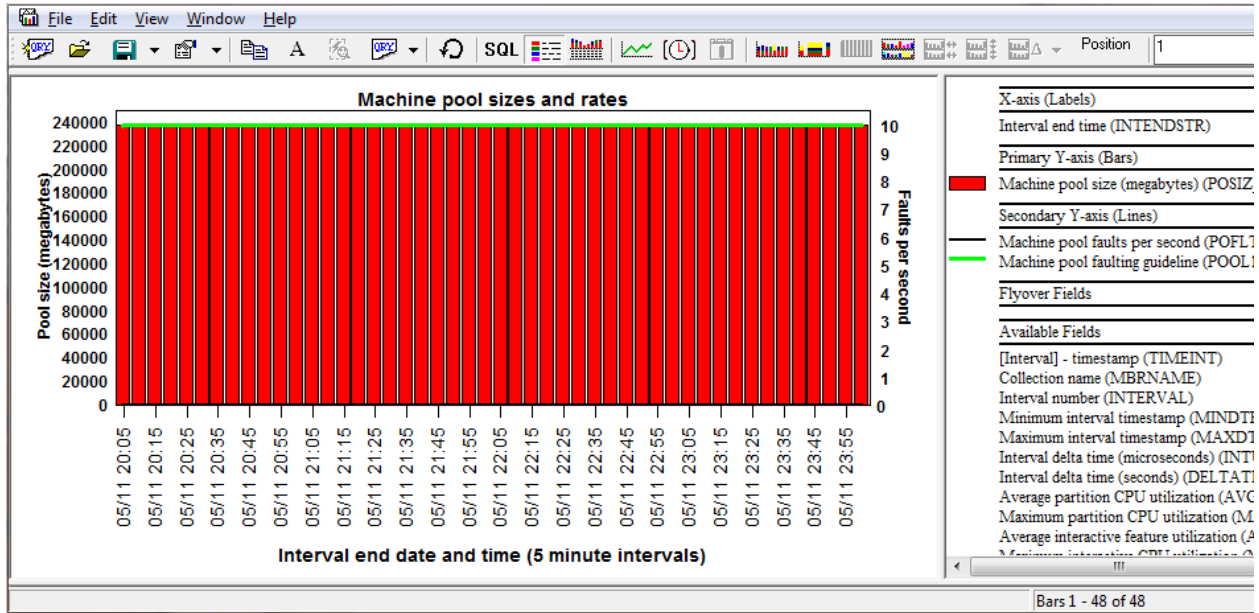 File Edit View Window Help
QRY A QRY SQL Position 1
Machine pool sizes and rates
Pool size (megabytes)
240000
220000
200000
180000
160000
140000
120000
100000
80000
60000
40000
20000
0
10
9
8
7
6
5
4
3
2
1
0
Faults per second
05/11 20:05
05/11 20:15
05/11 20:25
05/11 20:35
05/11 20:45
05/11 20:55
05/11 21:05
05/11 21:15
05/11 21:25
05/11 21:35
05/11 21:45
05/11 21:55
05/11 22:05
05/11 22:15
05/11 22:25
05/11 22:35
05/11 22:45
05/11 22:55
05/11 23:05
05/11 23:15
05/11 23:25
05/11 23:35
05/11 23:45
05/11 23:55
Interval end date and time (5 minute intervals)
X-axis (Labels)
Interval end time (INTENDSTR)
Primary Y-axis (Bars)
Machine pool size (megabytes) (POSIZ
Secondary Y-axis (Lines)
Machine pool faults per second (POFLT
Machine pool faulting guideline (POOL1
Flyover Fields
Available Fields
[Interval] - timestamp (TIMEINT)
Collection name (MBRNAME)
Interval number (INTERVAL)
Minimum interval timestamp (MINDTE
Maximum interval timestamp (MAXDT
Interval delta time (microseconds) (INTU
Interval delta time (seconds) (DELTATI
Average partition CPU utilization (AVG
Maximum partition CPU utilization (M
Average interactive feature utilization (A
Bars 1 - 48 of 48